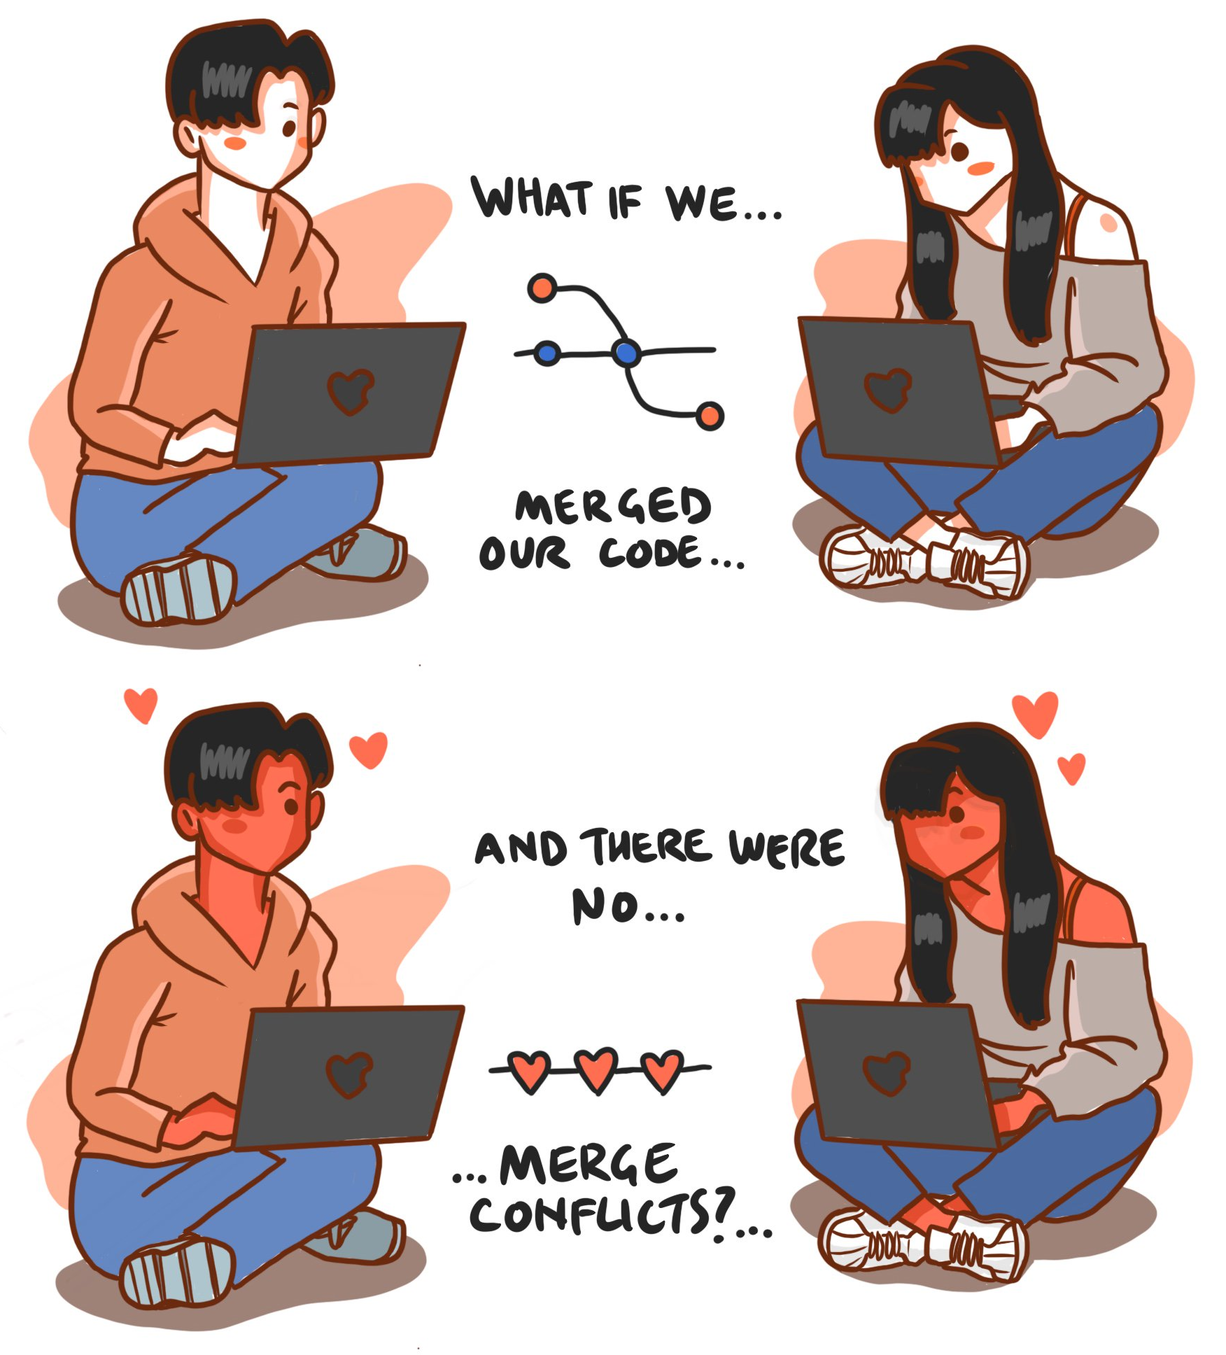 WHAT IF WE...
MERGED
OUR CODE...
AND THERE WERE
NO...
...MERGE
CONFLICTS?...